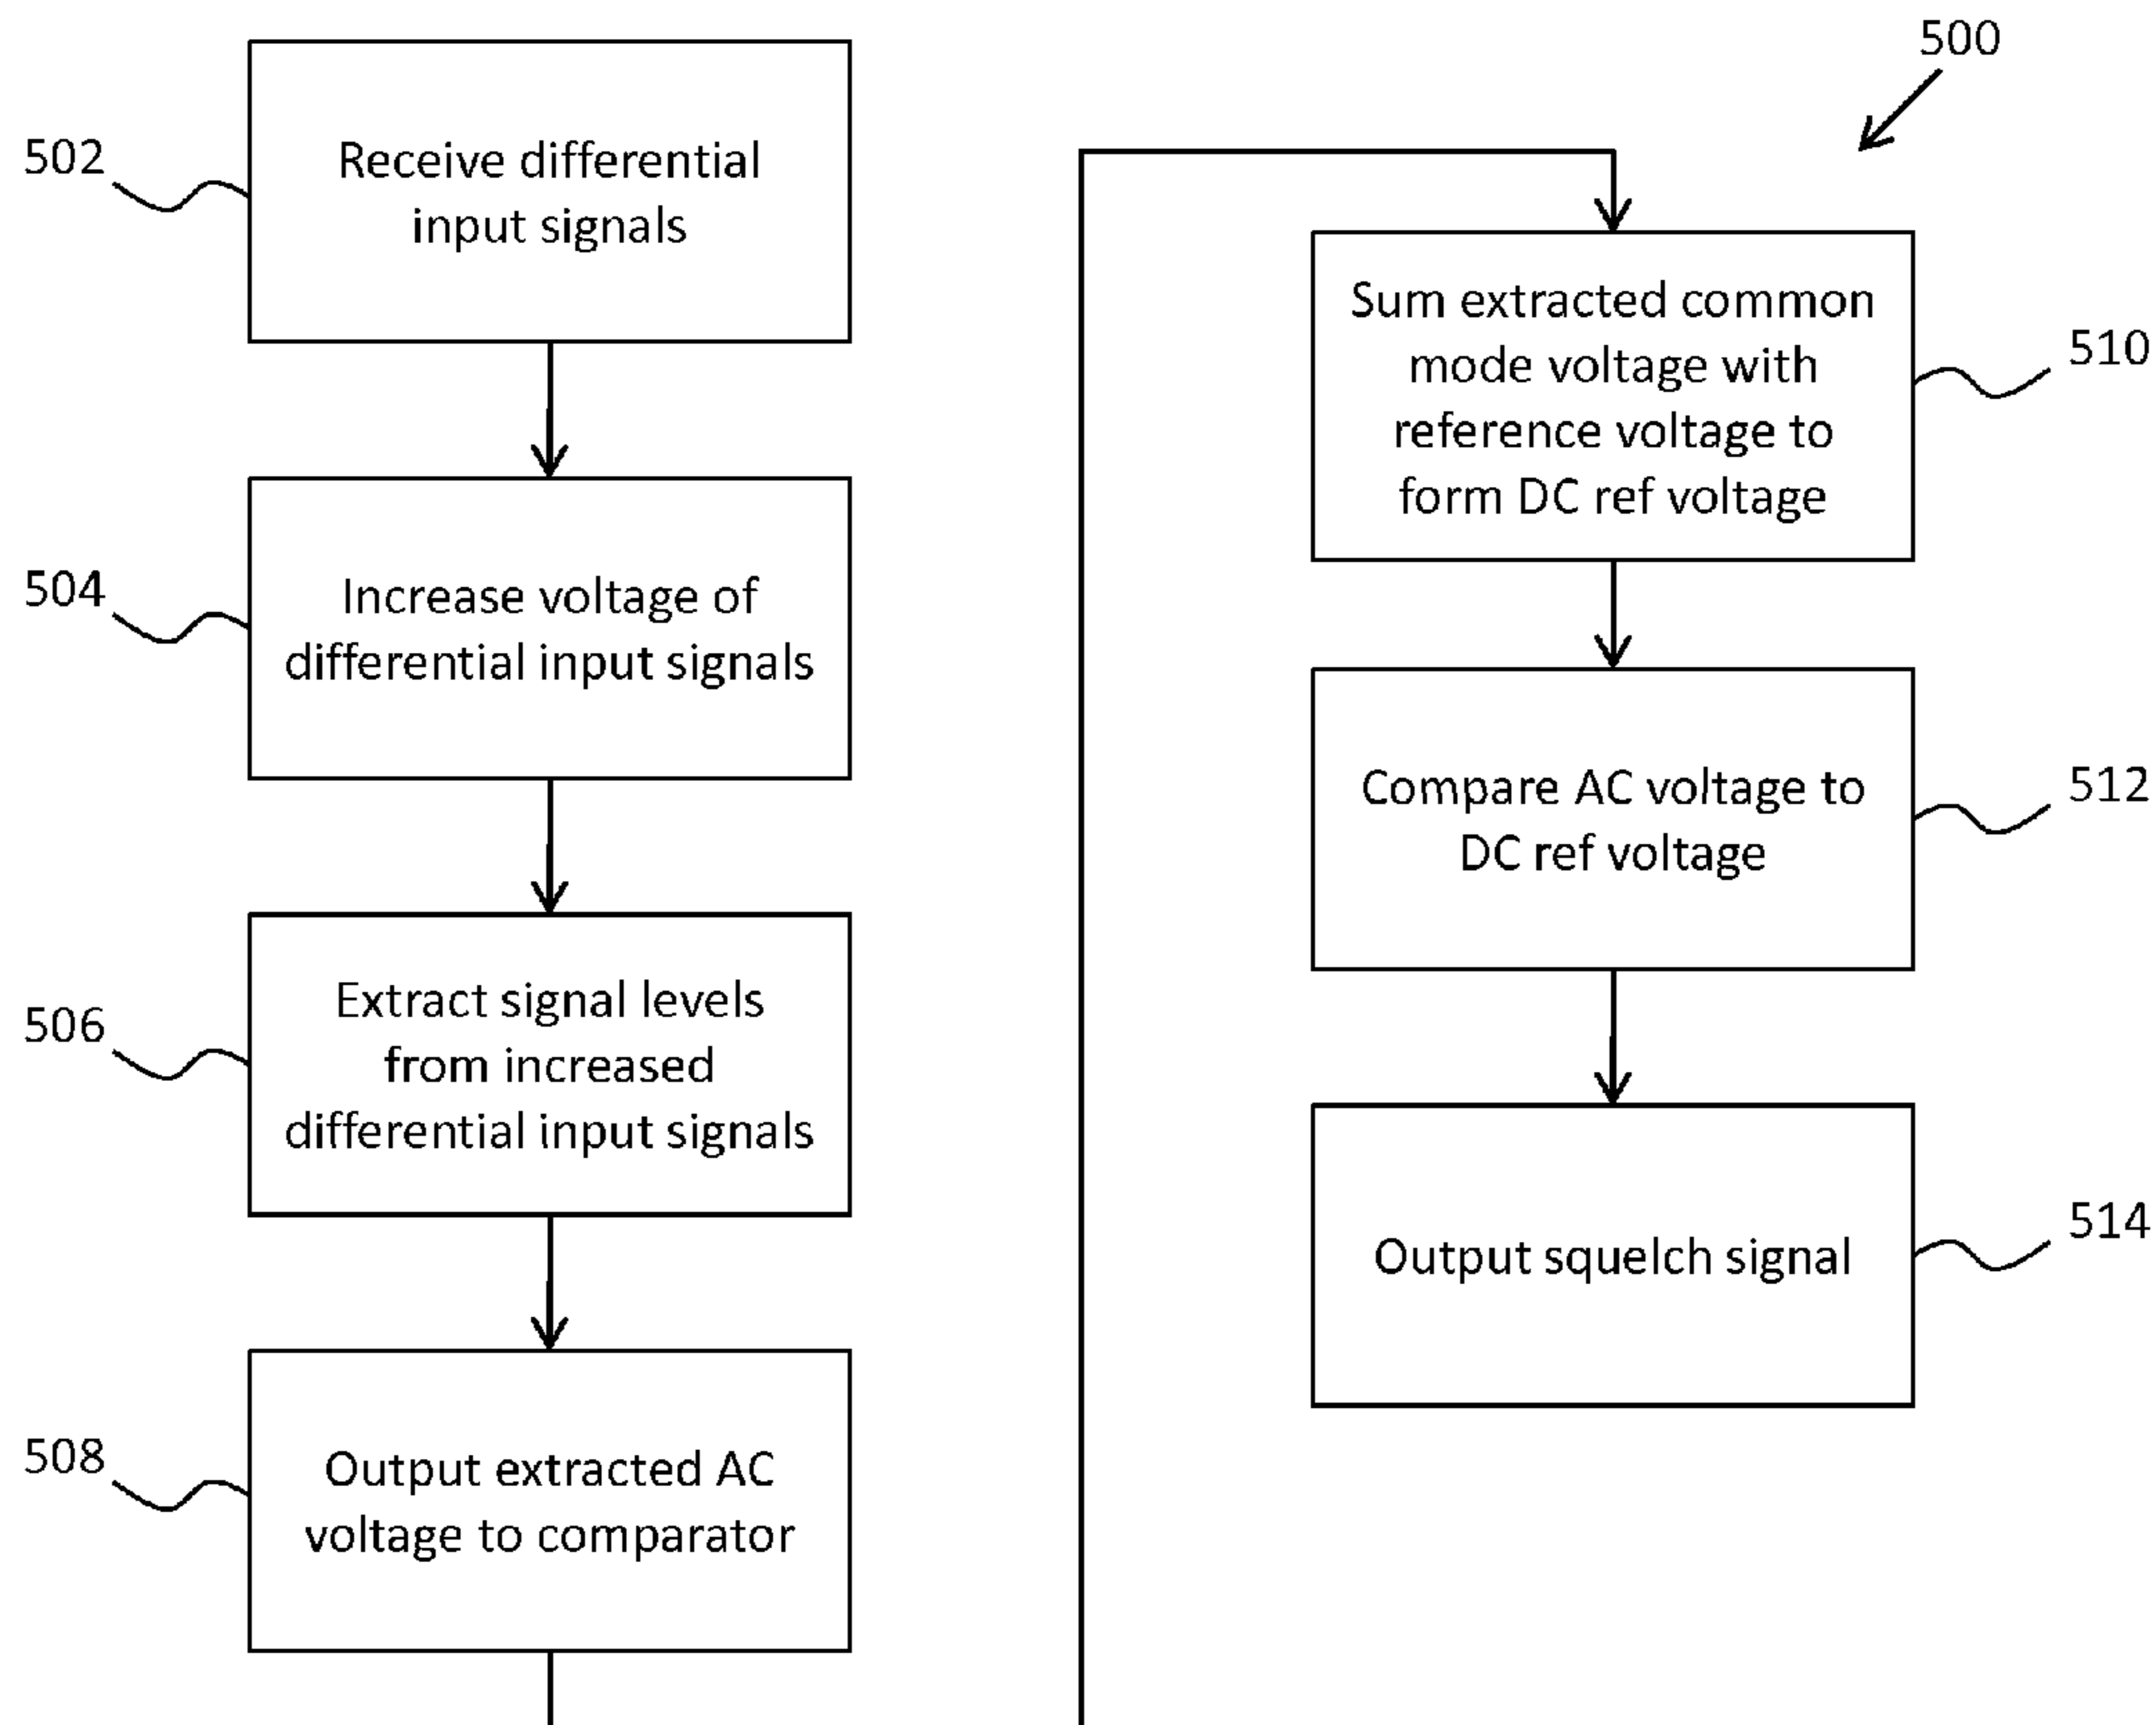 500
502
Receive differential
input signals
504
Increase voltage of
differential input signals
506
Extract signal levels
from increased
differential input signals
508
Output extracted AC
voltage to comparator
Sum extracted common
mode voltage with
reference voltage to
form DC ref voltage
510
Compare AC voltage to
DC ref voltage
512
Output squelch signal
514